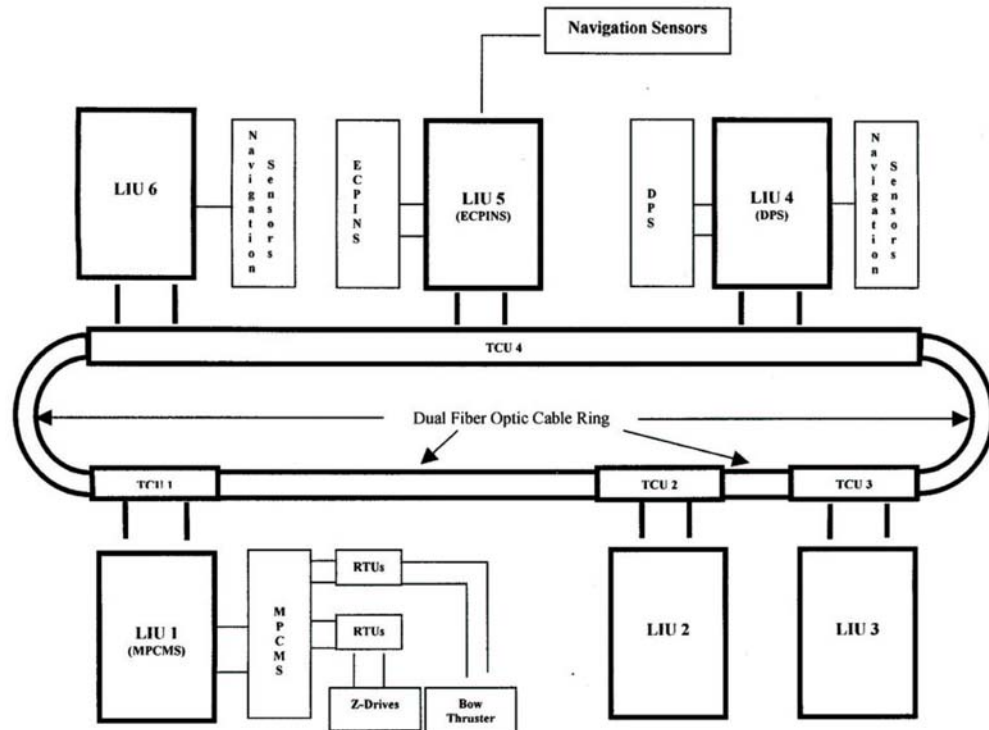 Navigation Sensors
LIU 6
Navigation
Sensors
ECPINS
LIU 5
(ECPINS)
DPS
LIU 4
(DPS)
Navigation
Sensors
TCU 4
Dual Fiber Optic Cable Ring
TCU 1
TCU 2
TCU 3
LIU 1
(MPCMS)
MPCMS
RTUs
RTUs
Z-Drives
Bow
Thruster
LIU 2
LIU 3